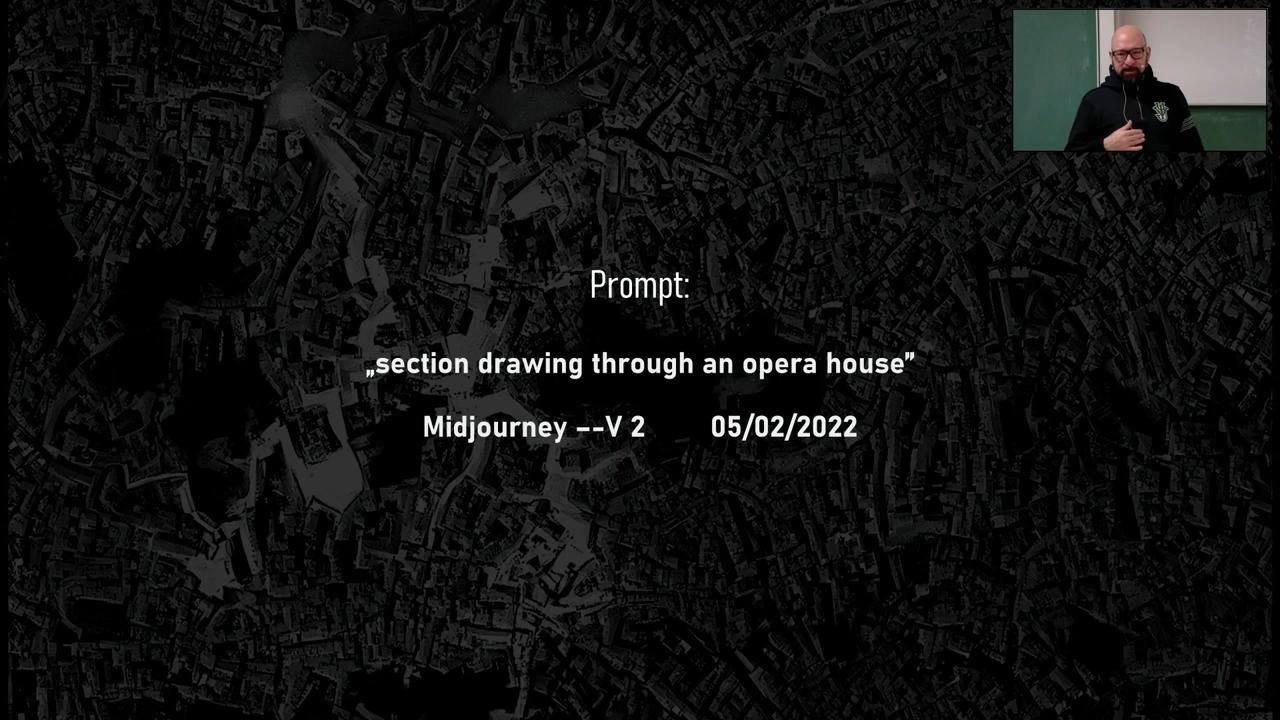 Prompt:
„section drawing through an opera house”
Midjourney –-V 2 05/02/2022